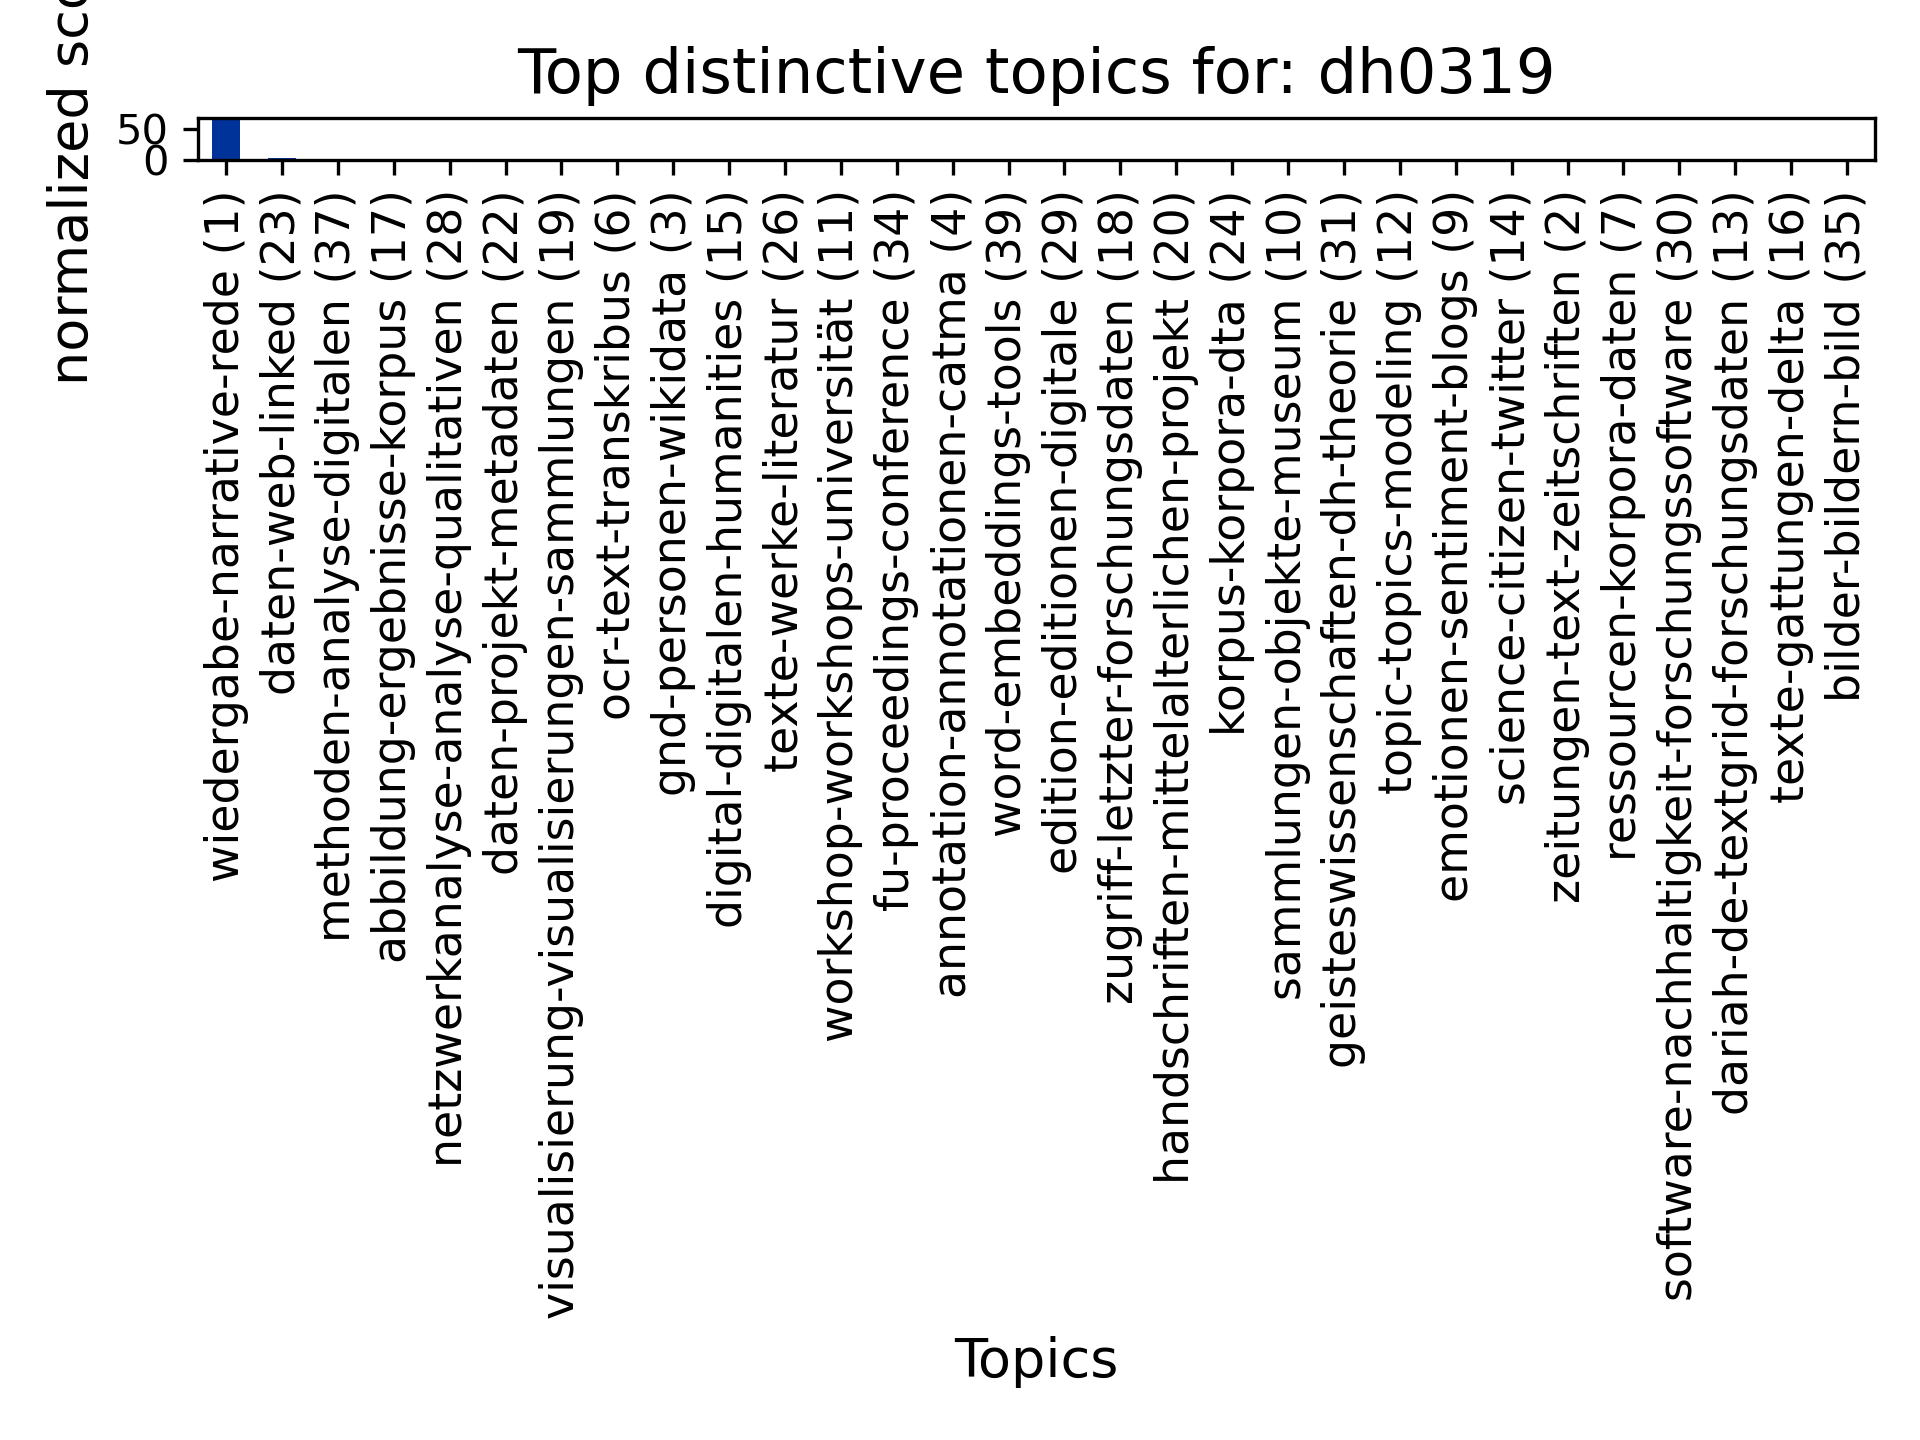 Top distinctive topics for: dh0319
normalized sco
50
0
wiedergabe-narrative-rede (1)
daten-web-linked (23)
methoden-analyse-digitalen (37)
abbildung-ergebnisse-korpus (17)
netzwerkanalyse-analyse-qualitativen (28)
daten-projekt-metadaten (22)
visualisierung-visualisierungen-sammlungen (19)
ocr-text-transkribus (6)
gnd-personen-wikidata (3)
digital-digitalen-humanities (15)
texte-werke-literatur (26)
workshop-workshops-universität (11)
fu-proceedings-conference (34)
annotation-annotationen-catma (4)
word-embeddings-tools (39)
edition-editionen-digitale (29)
zugriff-letzter-forschungsdaten (18)
handschriften-mittelalterlichen-projekt (20)
korpus-korpora-dta (24)
sammlungen-objekte-museum (10)
geisteswissenschaften-dh-theorie (31)
topic-topics-modeling (12)
emotionen-sentiment-blogs (9)
science-citizen-twitter (14)
zeitungen-text-zeitschriften (2)
ressourcen-korpora-daten (7)
software-nachhaltigkeit-forschungssoftware (30)
dariah-de-textgrid-forschungsdaten (13)
texte-gattungen-delta (16)
bilder-bildern-bild (35)
Topics